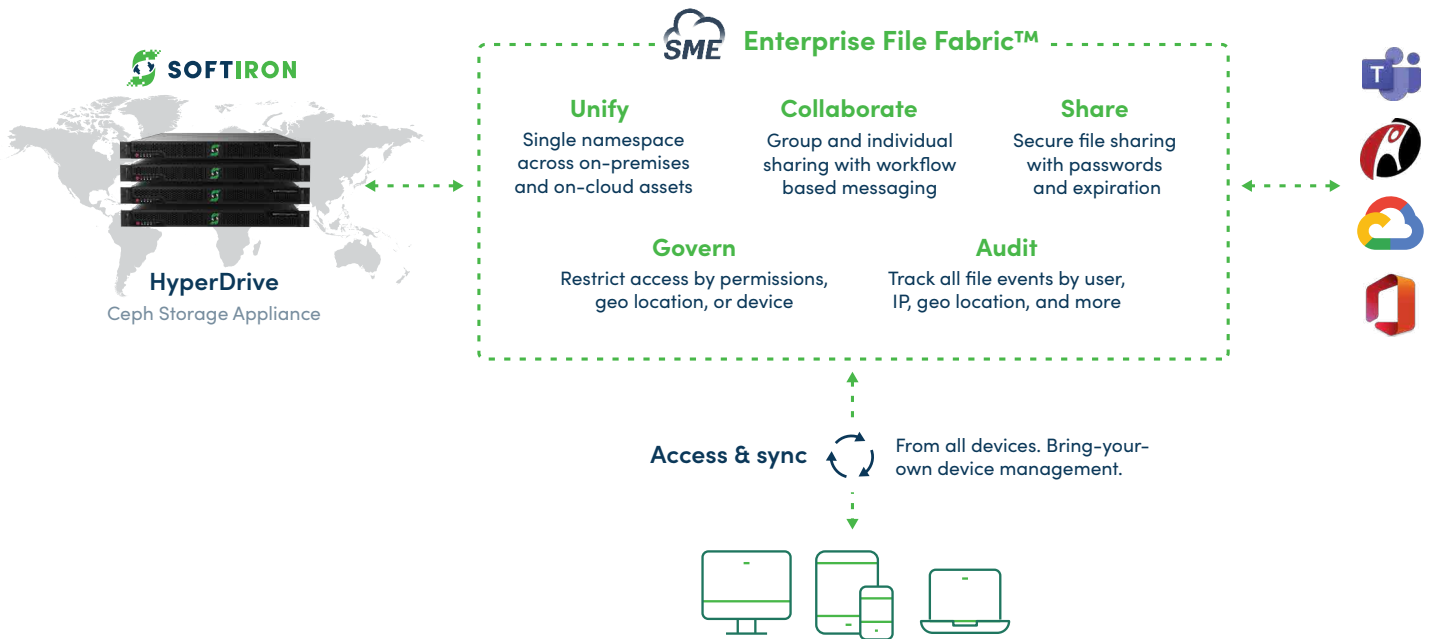 SOFTIRON
HyperDrive
Ceph Storage Appliance
SME
Enterprise File Fabric™
Unify
Single namespace
across on-premises
and on-cloud assets
Collaborate
Group and individual
sharing with workflow
based messaging
Share
Secure file sharing
with passwords
and expiration
Govern
Restrict access by permissions,
geo location, or device
Audit
Track all file events by user,
IP, geo location, and more
T
Access & sync
From all devices. Bring-your-
own device management.